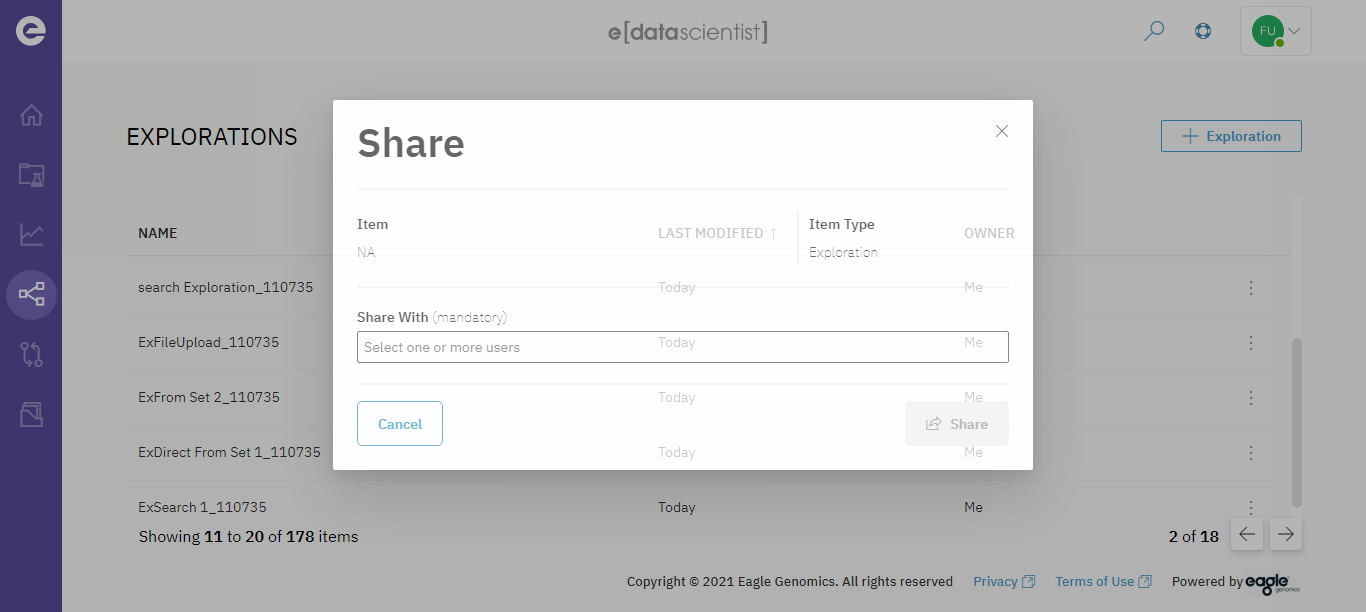 e[datascientist]
FU
EXPLORATIONS
Exploration
Share
Item
NA
Item Type
Exploration
NAME
LAST MODIFIED ↑
OWNER
search Exploration_110735
Today
Me
Share With (mandatory)
Select one or more users
ExFileUpload_110735
Today
Me
ExFrom Set 2_110735
Today
Me
Cancel
Share
ExDirect From Set 1_110735
Today
Me
ExSearch 1_110735
Today
Me
Showing 11 to 20 of 178 items
2 of 18
Copyright © 2021 Eagle Genomics. All rights reserved
Privacy
Terms of Use
Powered by eagle genomics